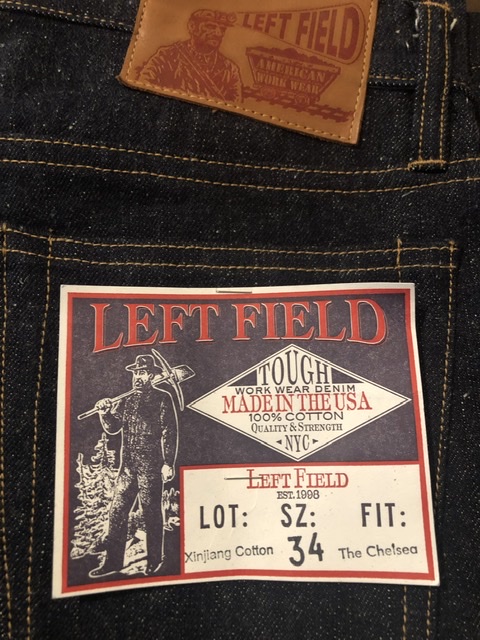 LEFT FIELD
AMERICAN
WORK WEAR
LEFT FIELD
TOUGH
WORK WEAR DENIM
MADE IN THE USA
100% COTTON
QUALITY & STRENGTH
NYC
LEFT FIELD
EST. 1998
LOT: SZ: FIT:
Xinjiang Cotton 34 The Chelsea